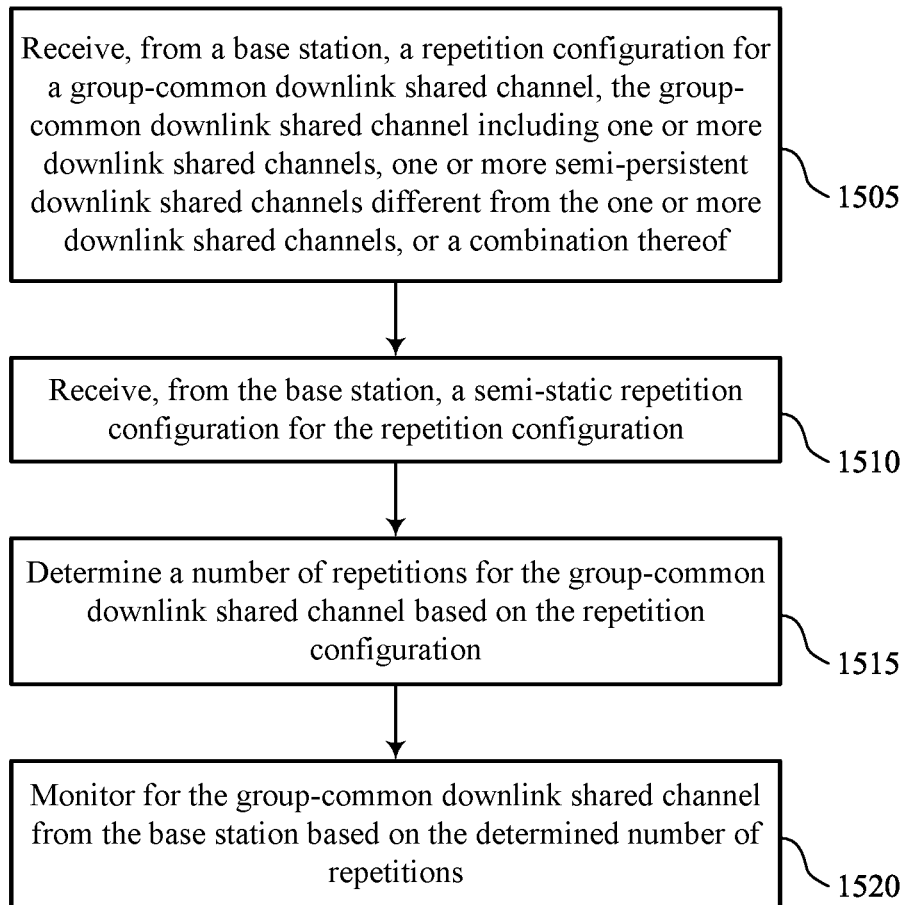 Receive, from a base station, a repetition configuration for
a group-common downlink shared channel, the group-
common downlink shared channel including one or more
downlink shared channels, one or more semi-persistent
downlink shared channels different from the one or more
downlink shared channels, or a combination thereof
1505
Receive, from the base station, a semi-static repetition
configuration for the repetition configuration
1510
Determine a number of repetitions for the group-common
downlink shared channel based on the repetition
configuration
1515
Monitor for the group-common downlink shared channel
from the base station based on the determined number of
repetitions
1520